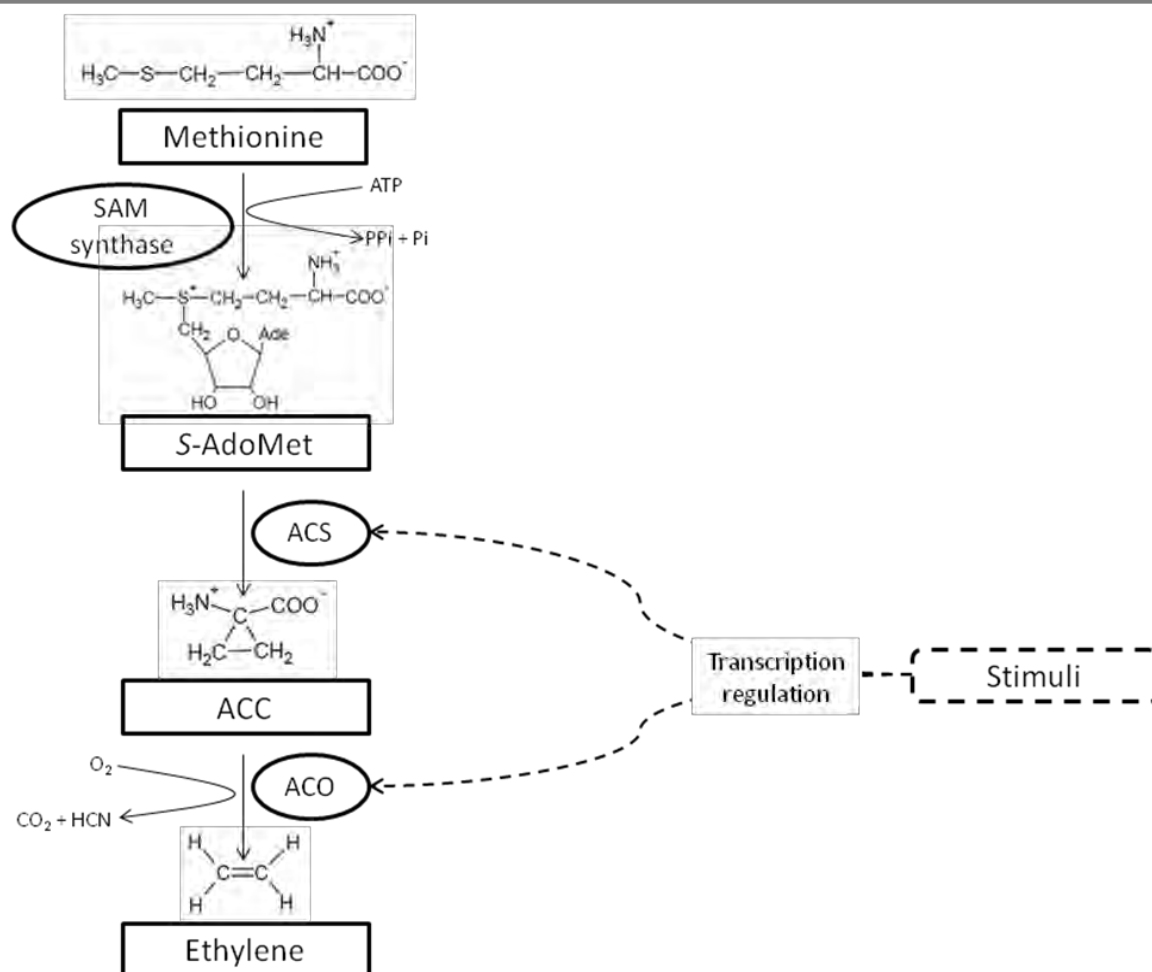 H₃N⁺
H₃C–S–CH₂–CH₂–CH–COO⁻
Methionine
ATP
SAM
synthase
PPi + Pi
NH₃⁺
H₃C–S⁺–CH₂–CH₂–CH–COO⁻
CH₂ O Ade
HO OH
S-AdoMet
ACS
H₃N⁺ C COO⁻
H₂C–CH₂
ACC
Transcription
regulation
Stimuli
O₂
ACO
CO₂ + HCN
H H
C=C
H H
Ethylene